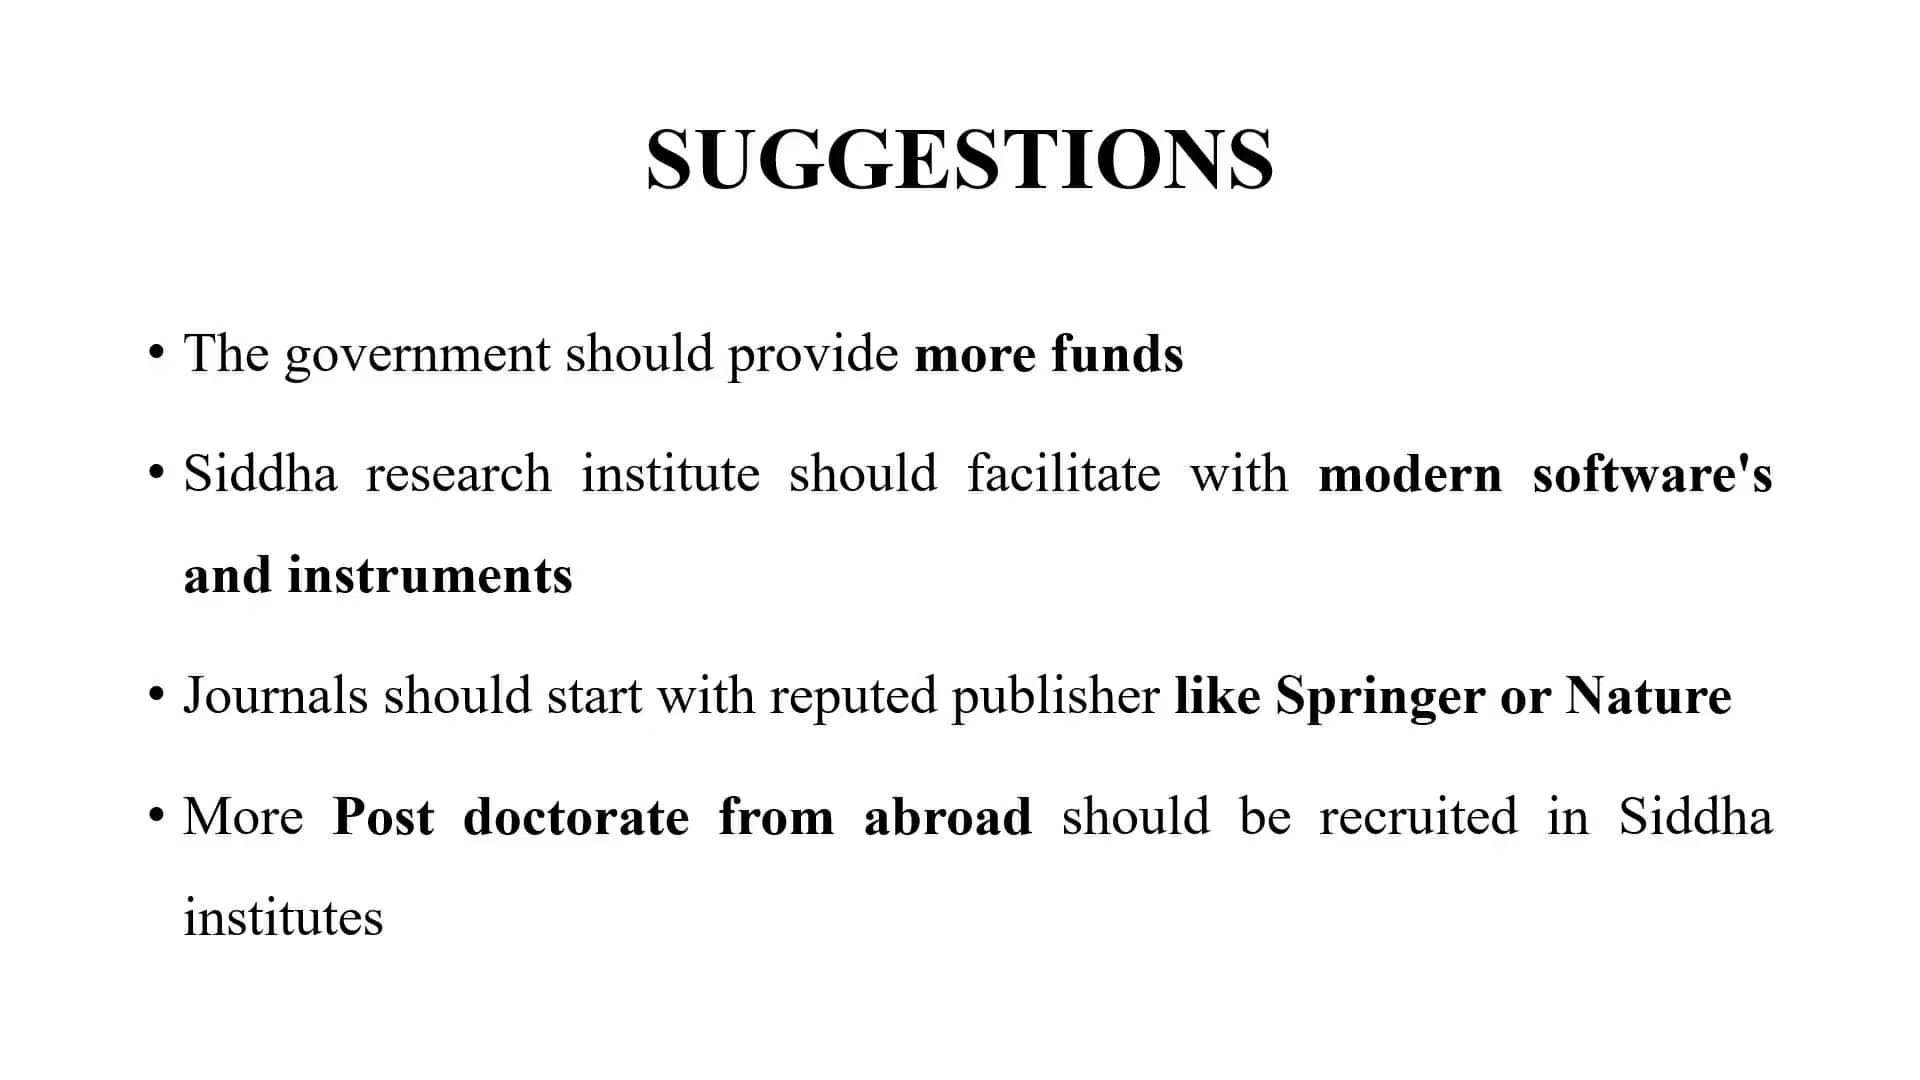 SUGGESTIONS
• The government should provide more funds
• Siddha research institute should facilitate with modern software's
and instruments
• Journals should start with reputed publisher like Springer or Nature
• More Post doctorate from abroad should be recruited in Siddha
institutes